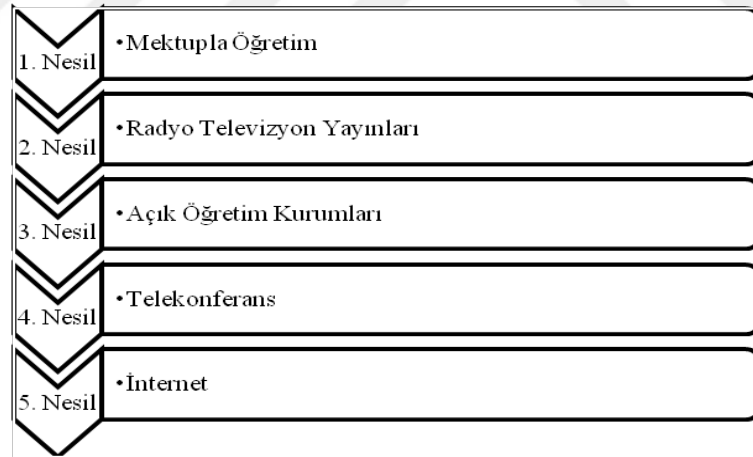 1. Nesil
•Mektupla Öğretim
2. Nesil
•Radyo Televizyon Yayınları
3. Nesil
•Açık Öğretim Kurumları
4. Nesil
•Telekonferans
5. Nesil
•İnternet